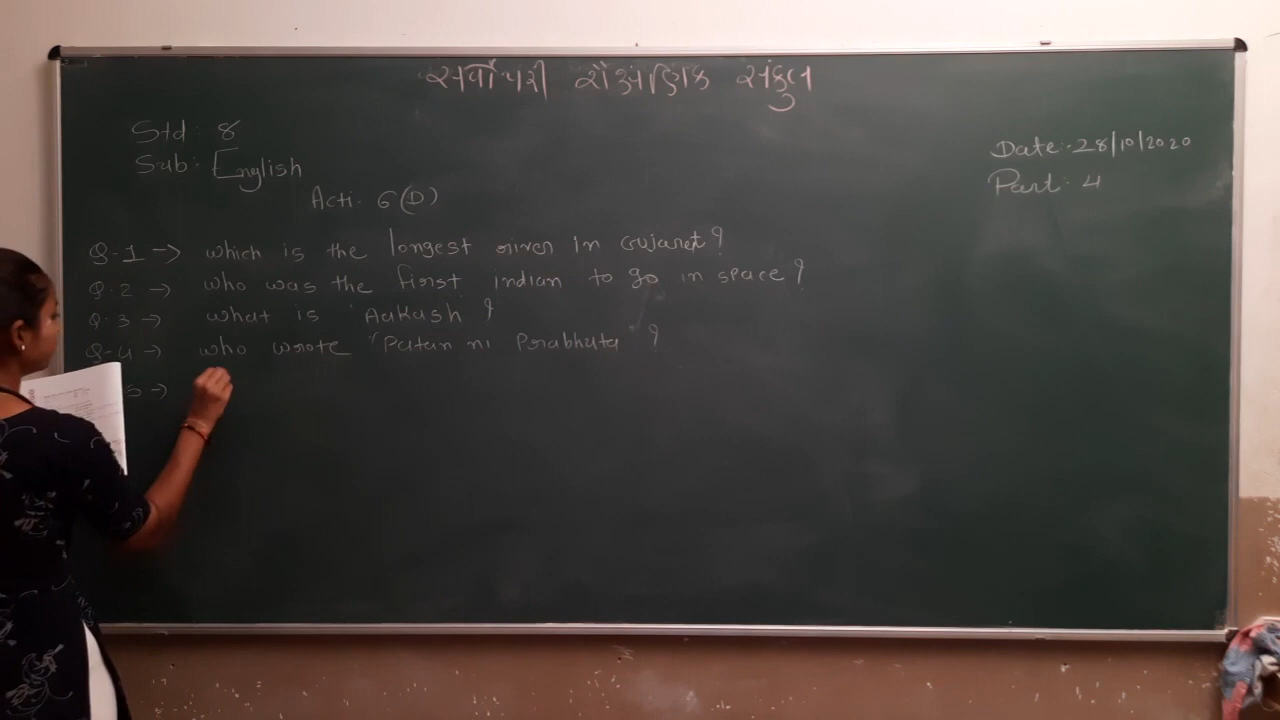 સર્વોપરી શૈક્ષણિક સંકુલ
Std: 8
Sub: English
Date:- 28/10/2020
Part: 4
Acti: 6 (D)
Q.1 → which is the longest river in Gujarat?
Q.2 → who was the first indian to go in space?
Q.3 → what is 'Aakash ?
Q.4 → who wrote "Patan ni Prabhuta" ?
5 →